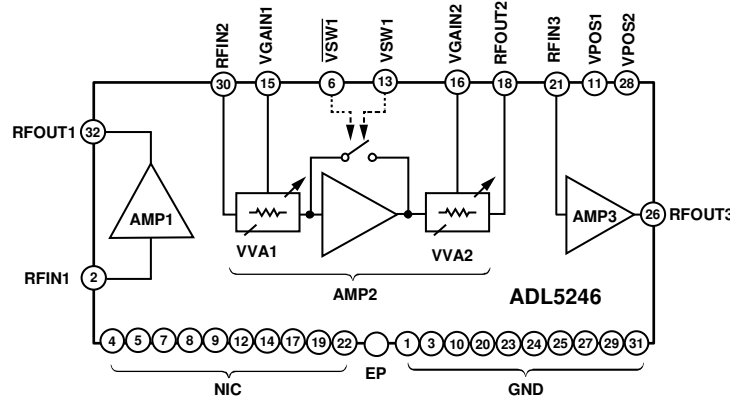 RFIN2
VGAIN1
VSW1
VSW1
VGAIN2
RFOUT2
RFIN3
VPOS1
VPOS2
30
15
6
13
16
18
21
11
28
RFOUT1
32
AMP1
RFIN1
2
VVA1
VVA2
AMP2
AMP3
26
RFOUT3
ADL5246
4 5 7 8 9 12 14 17 19 22
1 3 10 20 23 24 25 27 29 31
NIC
EP
GND